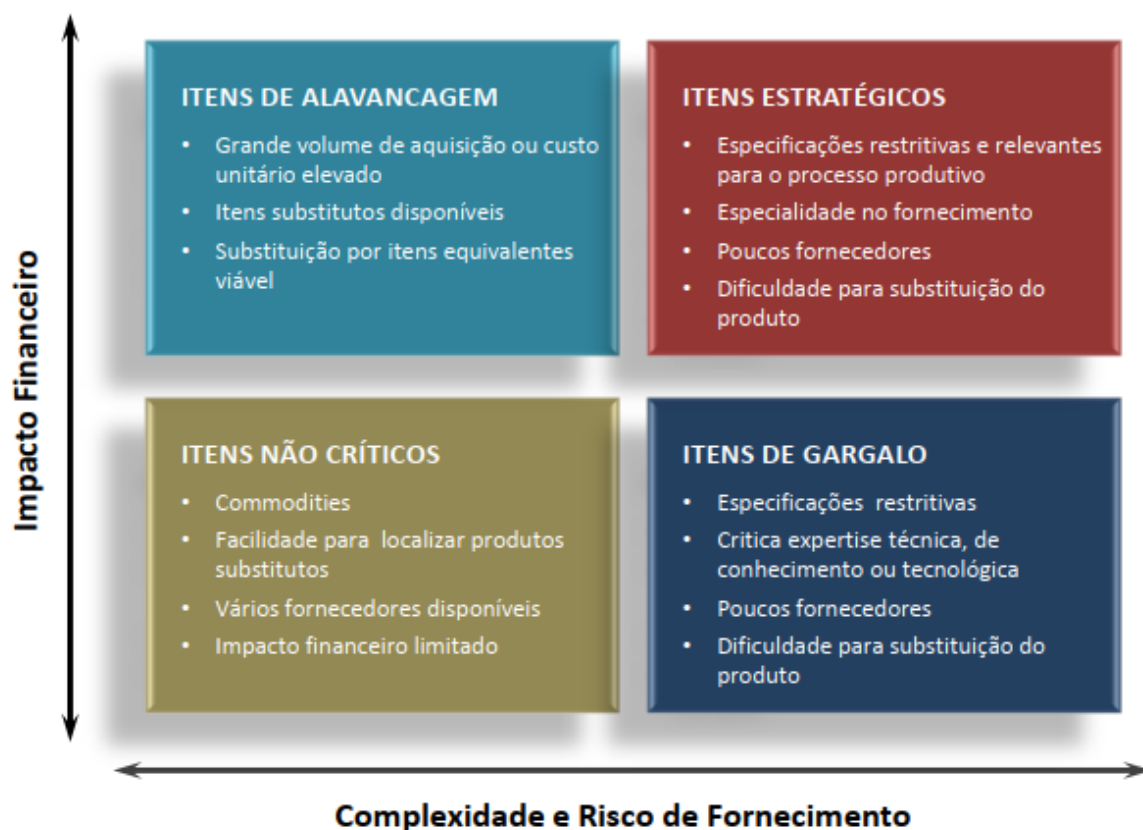 Impacto Financeiro
ITENS DE ALAVANCAGEM
• Grande volume de aquisição ou custo
unitário elevado
• Itens substitutos disponíveis
• Substituição por itens equivalentes
viável
ITENS ESTRATÉGICOS
• Especificações restritivas e relevantes
para o processo produtivo
• Especialidade no fornecimento
• Poucos fornecedores
• Dificuldade para substituição do
produto
ITENS NÃO CRÍTICOS
• Commodities
• Facilidade para localizar produtos
substitutos
• Vários fornecedores disponíveis
• Impacto financeiro limitado
ITENS DE GARGALO
• Especificações restritivas
• Critica expertise técnica, de
conhecimento ou tecnológica
• Poucos fornecedores
• Dificuldade para substituição do
produto
Complexidade e Risco de Fornecimento